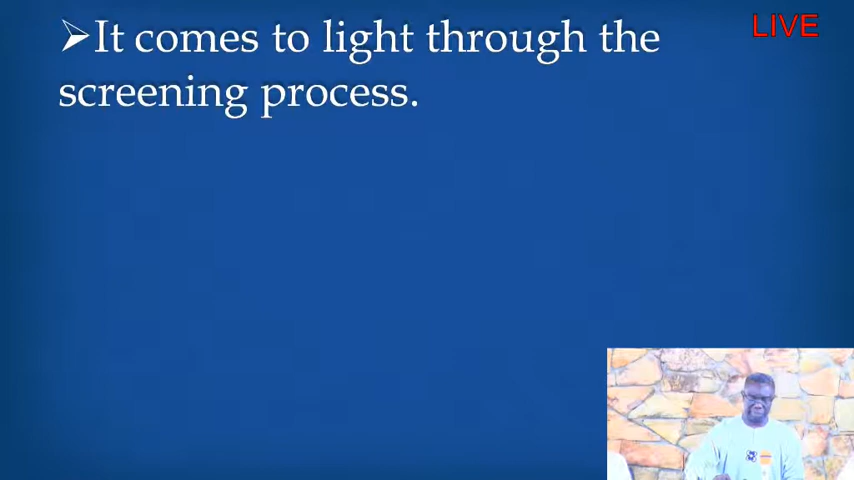 ➢It comes to light through the
screening process.
LIVE